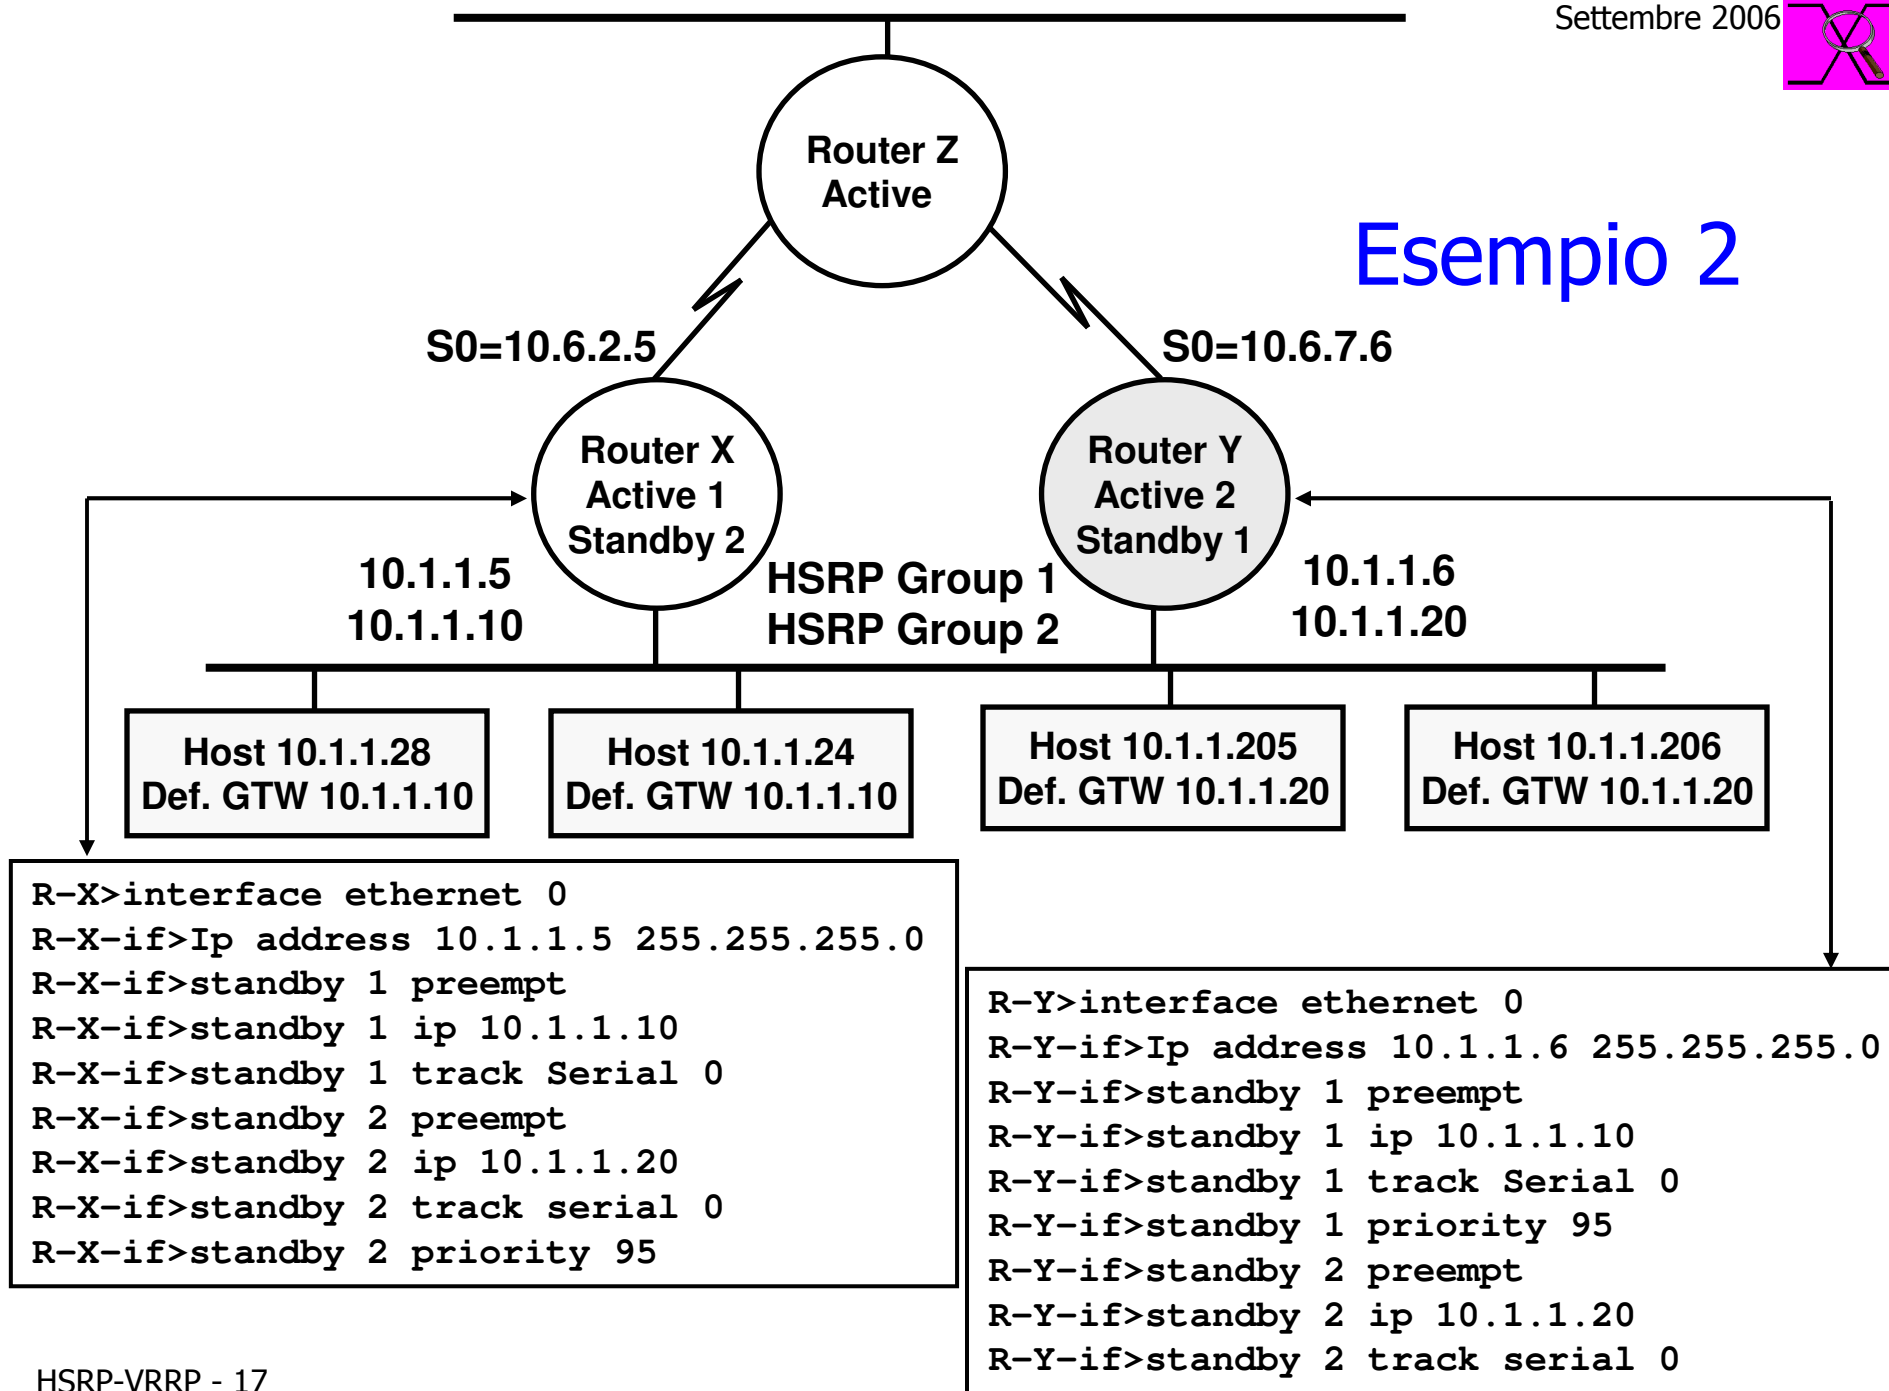 Settembre 2006
Router Z
Active
Esempio 2
S0=10.6.2.5
S0=10.6.7.6
Router X
Active 1
Standby 2
Router Y
Active 2
Standby 1
10.1.1.5
10.1.1.10
HSRP Group 1
HSRP Group 2
10.1.1.6
10.1.1.20
Host 10.1.1.28
Def. GTW 10.1.1.10
Host 10.1.1.24
Def. GTW 10.1.1.10
Host 10.1.1.205
Def. GTW 10.1.1.20
Host 10.1.1.206
Def. GTW 10.1.1.20
R-X>interface ethernet 0
R-X-if>Ip address 10.1.1.5 255.255.255.0
R-X-if>standby 1 preempt
R-X-if>standby 1 ip 10.1.1.10
R-X-if>standby 1 track Serial 0
R-X-if>standby 2 preempt
R-X-if>standby 2 ip 10.1.1.20
R-X-if>standby 2 track serial 0
R-X-if>standby 2 priority 95
R-Y>interface ethernet 0
R-Y-if>Ip address 10.1.1.6 255.255.255.0
R-Y-if>standby 1 preempt
R-Y-if>standby 1 ip 10.1.1.10
R-Y-if>standby 1 track Serial 0
R-Y-if>standby 1 priority 95
R-Y-if>standby 2 preempt
R-Y-if>standby 2 ip 10.1.1.20
R-Y-if>standby 2 track serial 0
HSRP-VRRP - 17